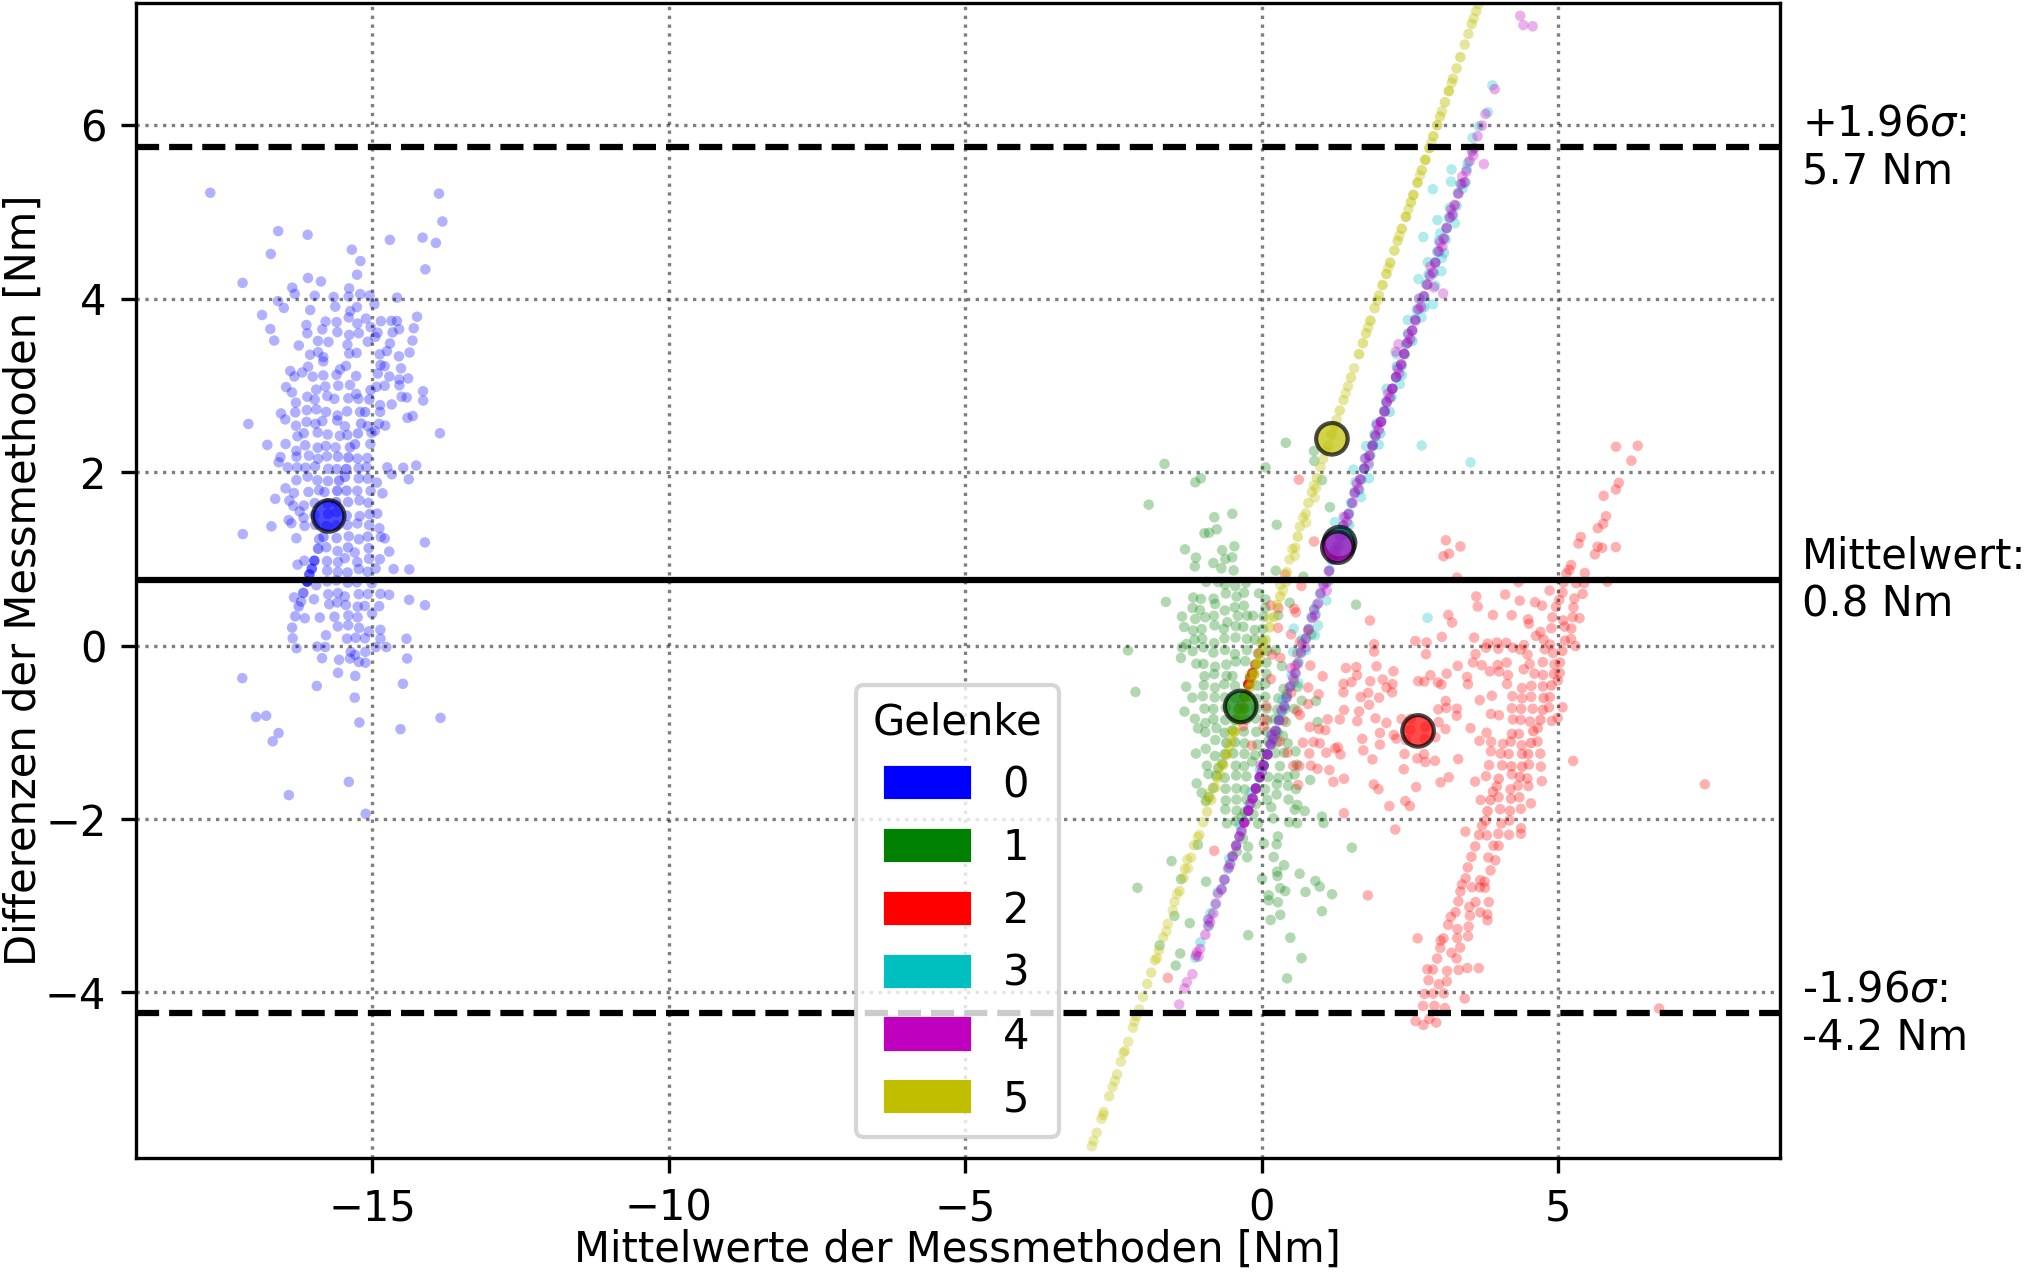 6
4
2
0
−2
−4
Differenzen der Messmethoden [Nm]
+1.96σ:
5.7 Nm
Mittelwert:
0.8 Nm
-1.96σ:
-4.2 Nm
Gelenke
0
1
2
3
4
5
−15
−10
−5
0
5
Mittelwerte der Messmethoden [Nm]